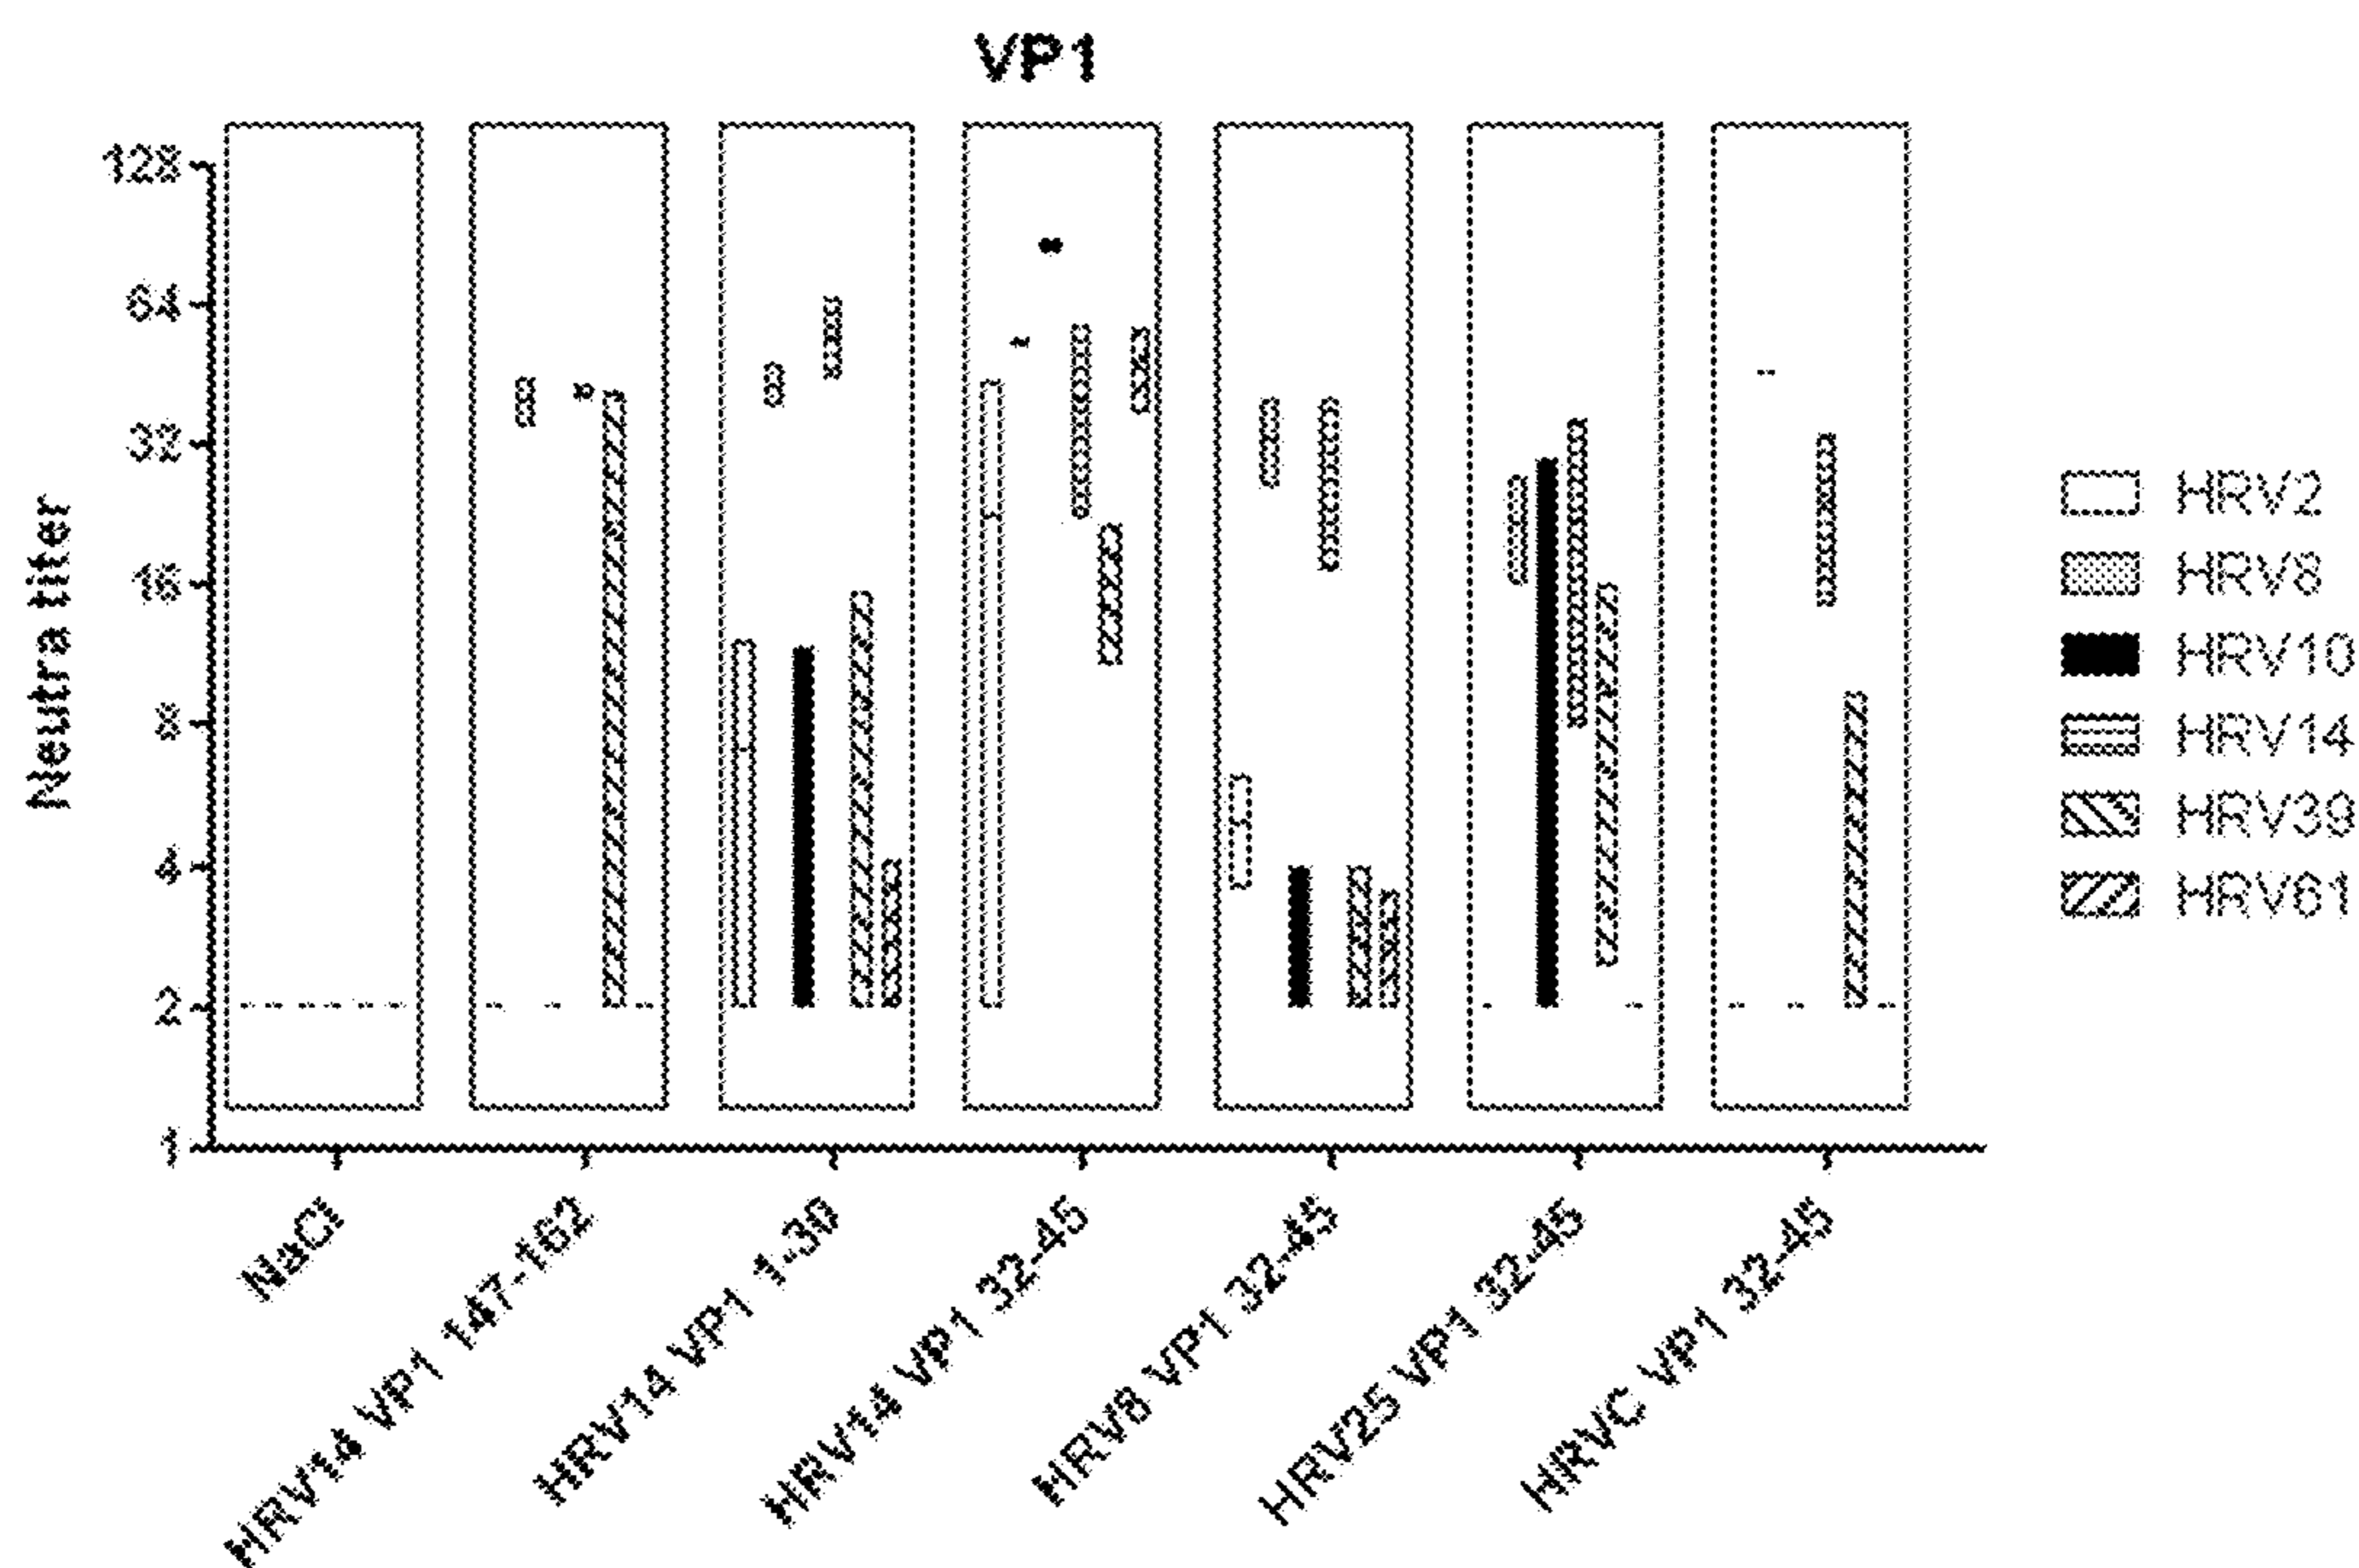 VP1
Neutra titer
128
64
32
16
8
4
2
1
NaCl
HRV14 VP1 147-162
HRV14 VP1 1-30
HRV14 VP1 32-45
HRV8 VP1 32-45
HRV25 VP1 32-45
HRVC VP1 32-45
HRV2
HRV8
HRV10
HRV14
HRV39
HRV61